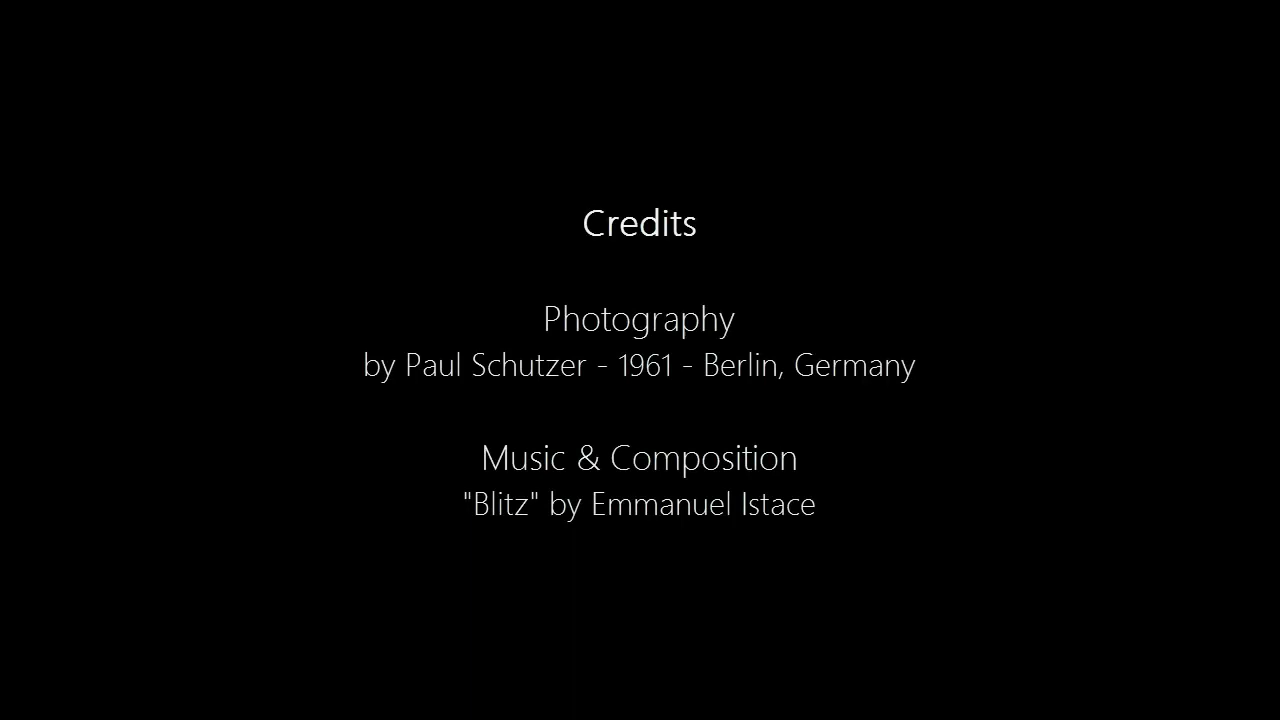 Credits
Photography
by Paul Schutzer - 1961 - Berlin, Germany
Music & Composition
"Blitz" by Emmanuel Istace